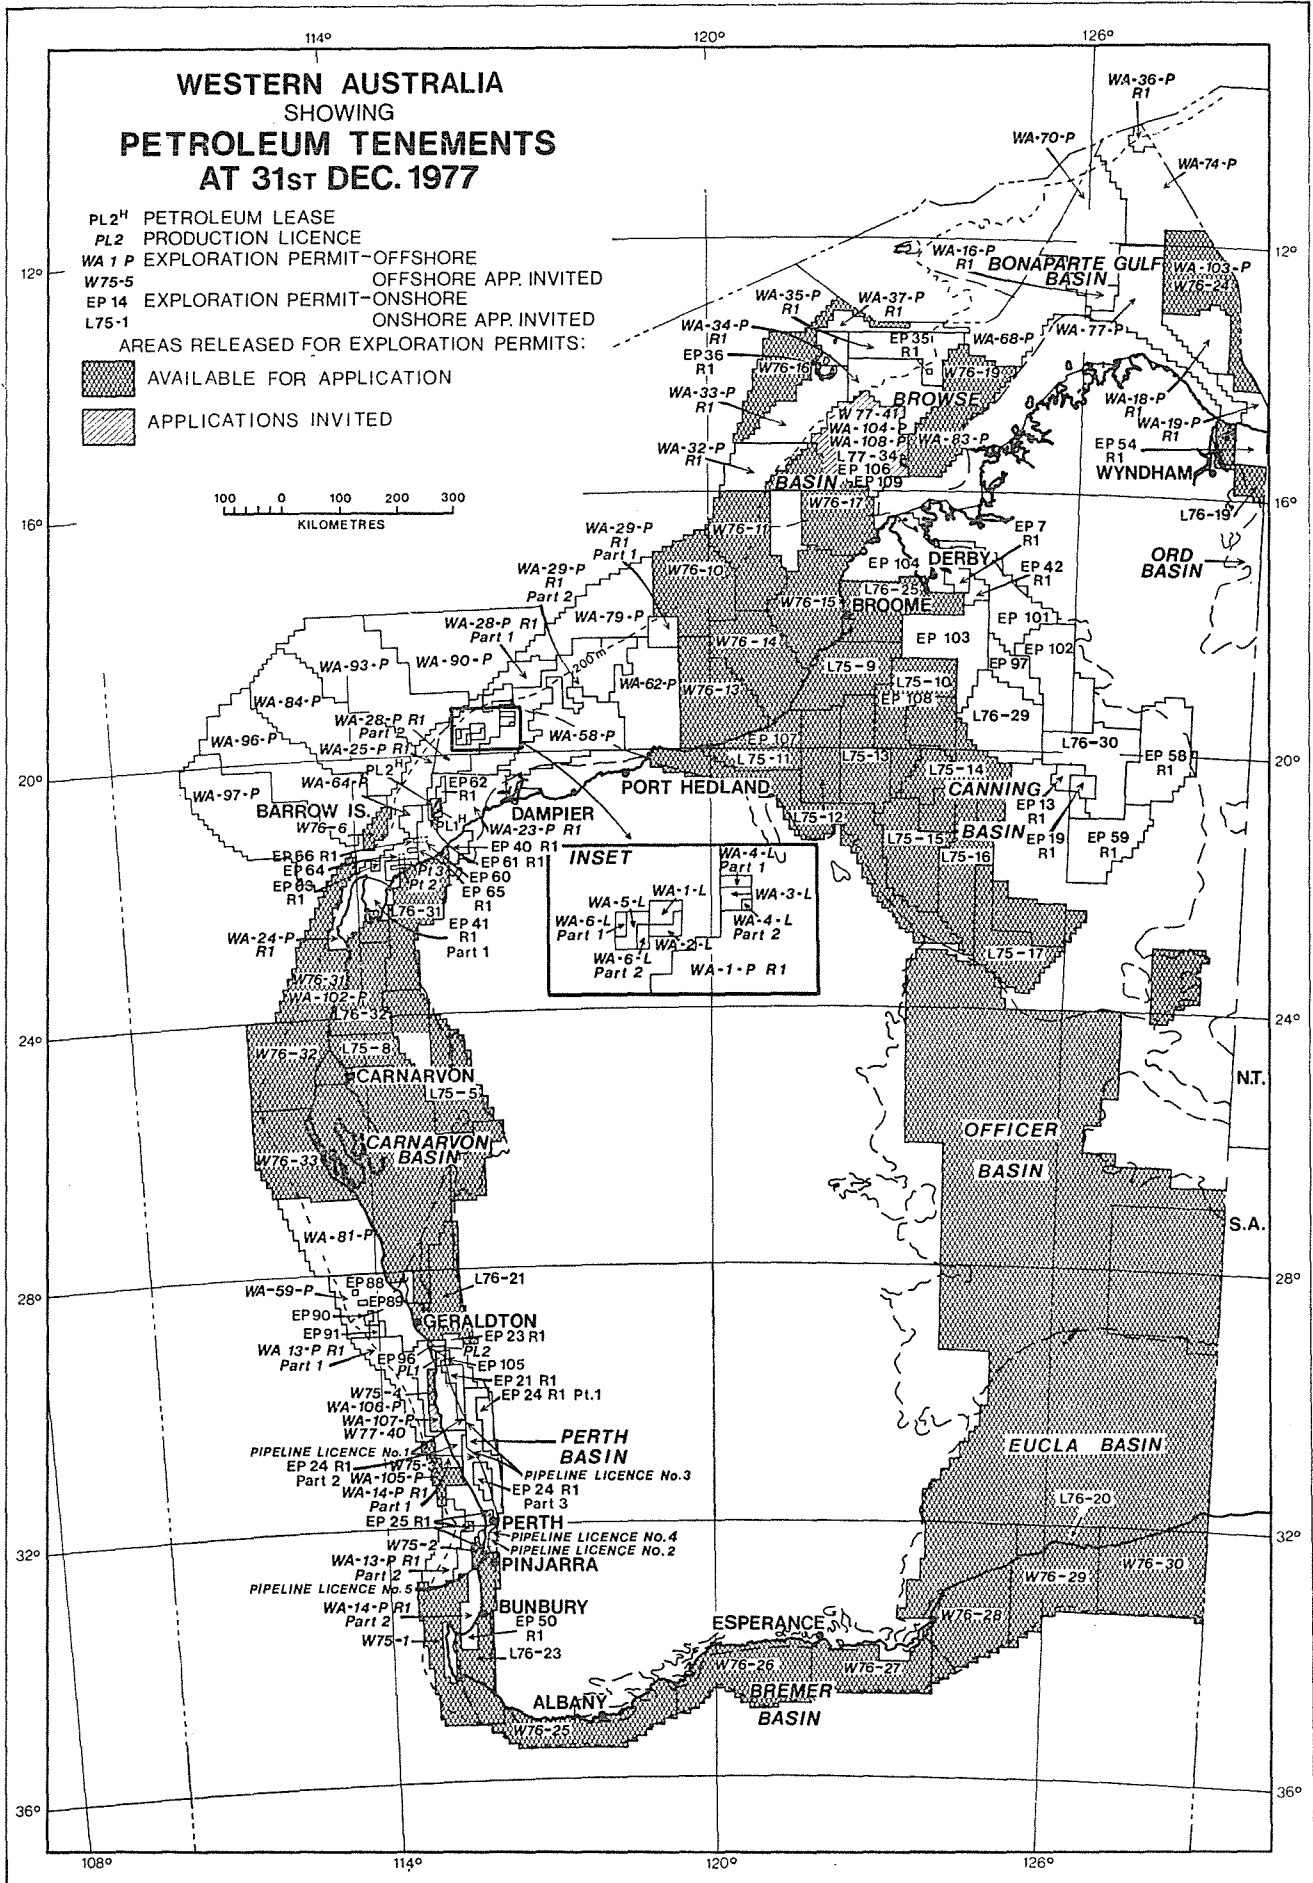 114°
120°
126°
WESTERN AUSTRALIA
SHOWING
PETROLEUM TENEMENTS
AT 31ST DEC. 1977
PL2ᴴ PETROLEUM LEASE
PL2 PRODUCTION LICENCE
WA 1 P EXPLORATION PERMIT-OFFSHORE
W75-5 OFFSHORE APP. INVITED
EP 14 EXPLORATION PERMIT-ONSHORE
L75-1 ONSHORE APP. INVITED
AREAS RELEASED FOR EXPLORATION PERMITS:
AVAILABLE FOR APPLICATION
APPLICATIONS INVITED
100 0 100 200 300
KILOMETRES
WA-36-P
R1
WA-70-P
WA-74-P
12°
12°
WA-16-P
R1
BONAPARTE GULF
BASIN
WA-103-P
W76-24
WA-35-P
R1
WA-37-P
R1
WA-34-P
R1
EP 35
R1
WA-68-P
WA-77-P
EP 36
R1
W76-16
W76-19
WA-33-P
R1
BROWSE
WA-18-P
R1
WA-19-P
R1
W77-41
WA-104-P
WA-108-P
L77-34
EP 106
EP 109
WA-83-P
WA-32-P
R1
BASIN
EP 54
R1
WYNDHAM
W76-17
16°
16°
L76-19
WA-29-P
R1
Part 1
W76-11
EP 7
R1
EP 104
DERBY
EP 42
R1
ORD
BASIN
W76-10
WA-29-P
R1
Part 2
L76-25
BROOME
W76-15
WA-79-P
WA-28-P R1
Part 1
EP 101
EP 103
EP 102
W76-14
EP 97
200m
WA-93-P
WA-90-P
L75-9
L75-10
EP 108
WA-62-P
W76-13
WA-84-P
L76-29
WA-28-P R1
Part 2
WA-58-P
WA-96-P
WA-25-P R1
EP 107
L75-11
L75-13
L76-30
EP 58
R1
PL2ᴴ
L75-14
20°
20°
WA-64-P
EP 62
R1
PORT HEDLAND
CANNING
BASIN
WA-97-P
BARROW IS.
DAMPIER
EP 13
R1
W76-6
PL1ᴴ
WA-23-P R1
L75-12
L75-15
EP 19
R1
EP 59
R1
EP 66 R1
EP 40 R1
EP 64
EP 61 R1
L75-16
EP 63
R1
Pt 3
Pt 2
EP 60
EP 65
R1
INSET
WA-4-L
Part 1
WA-1-L
WA-3-L
WA-5-L
WA-6-L
Part 1
WA-4-L
Part 2
WA-2-L
WA-6-L
Part 2
WA-1-P R1
L76-31
EP 41
R1
Part 1
WA-24-P
R1
L75-17
W76-31
WA-102-P
L76-32
24°
24°
W76-32
L75-8
CARNARVON
L75-5
N.T.
CARNARVON
BASIN
W76-33
OFFICER
BASIN
S.A.
WA-81-P
28°
28°
EP 88
L76-21
WA-59-P
EP 89
EP 90
GERALDTON
EP 91
EP 23 R1
WA 13-P R1
Part 1
EP 96
PL2
PL1
EP 105
EP 21 R1
EP 24 R1 Pt.1
W75-4
WA-106-P
WA-107-P
W77-40
PERTH
BASIN
PIPELINE LICENCE No.1
EP 24 R1
Part 2
W75-3
WA-105-P
PIPELINE LICENCE No.3
EP 24 R1
Part 3
WA-14-P R1
Part 1
EP 25 R1
PERTH
PIPELINE LICENCE No.4
PIPELINE LICENCE No.2
W75-2
PINJARRA
WA-13-P R1
Part 2
PIPELINE LICENCE No.5
32°
32°
EUCLA BASIN
L76-20
W76-30
W76-29
W76-28
WA-14-P R1
Part 2
BUNBURY
EP 50
R1
W75-1
L76-23
ESPERANCE
W76-26
W76-27
BREMER
BASIN
ALBANY
W76-25
36°
36°
108°
114°
120°
126°